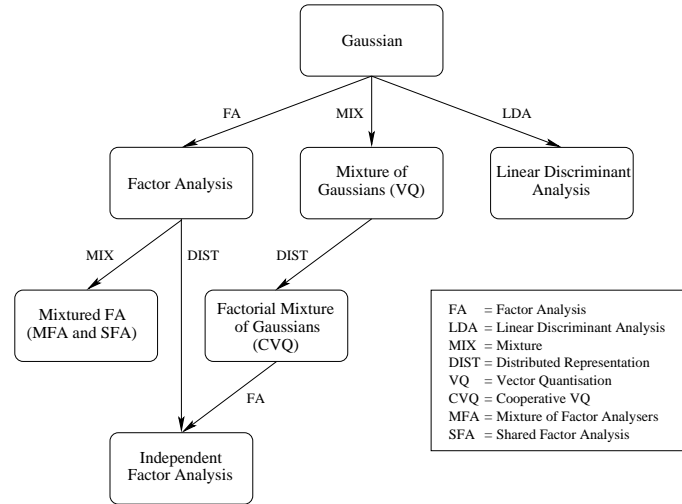 Gaussian
FA
MIX
LDA
Factor Analysis
Mixture of
Gaussians (VQ)
Linear Discriminant
Analysis
MIX
DIST
DIST
Mixtured FA
(MFA and SFA)
Factorial Mixture
of Gaussians
(CVQ)
FA
Independent
Factor Analysis
FA = Factor Analysis
LDA = Linear Discriminant Analysis
MIX = Mixture
DIST = Distributed Representation
VQ = Vector Quantisation
CVQ = Cooperative VQ
MFA = Mixture of Factor Analysers
SFA = Shared Factor Analysis